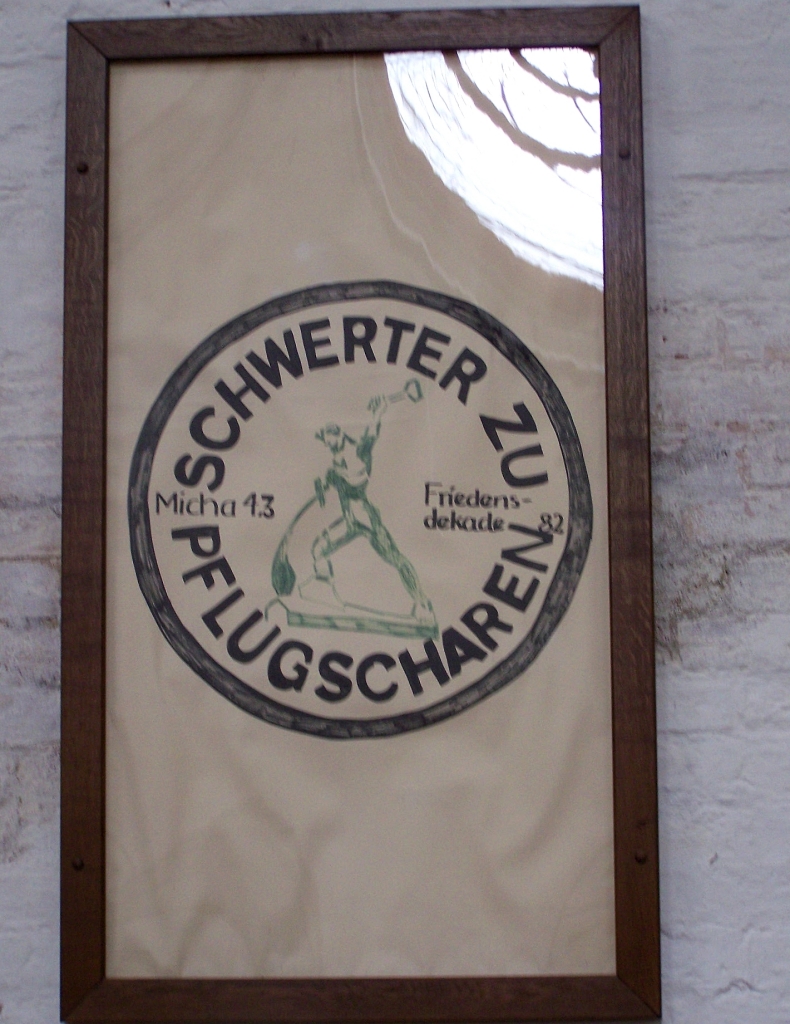 SCHWERTER ZU
Micha 4.3
Friedens-
dekade 82
PFLUGSCHAREN